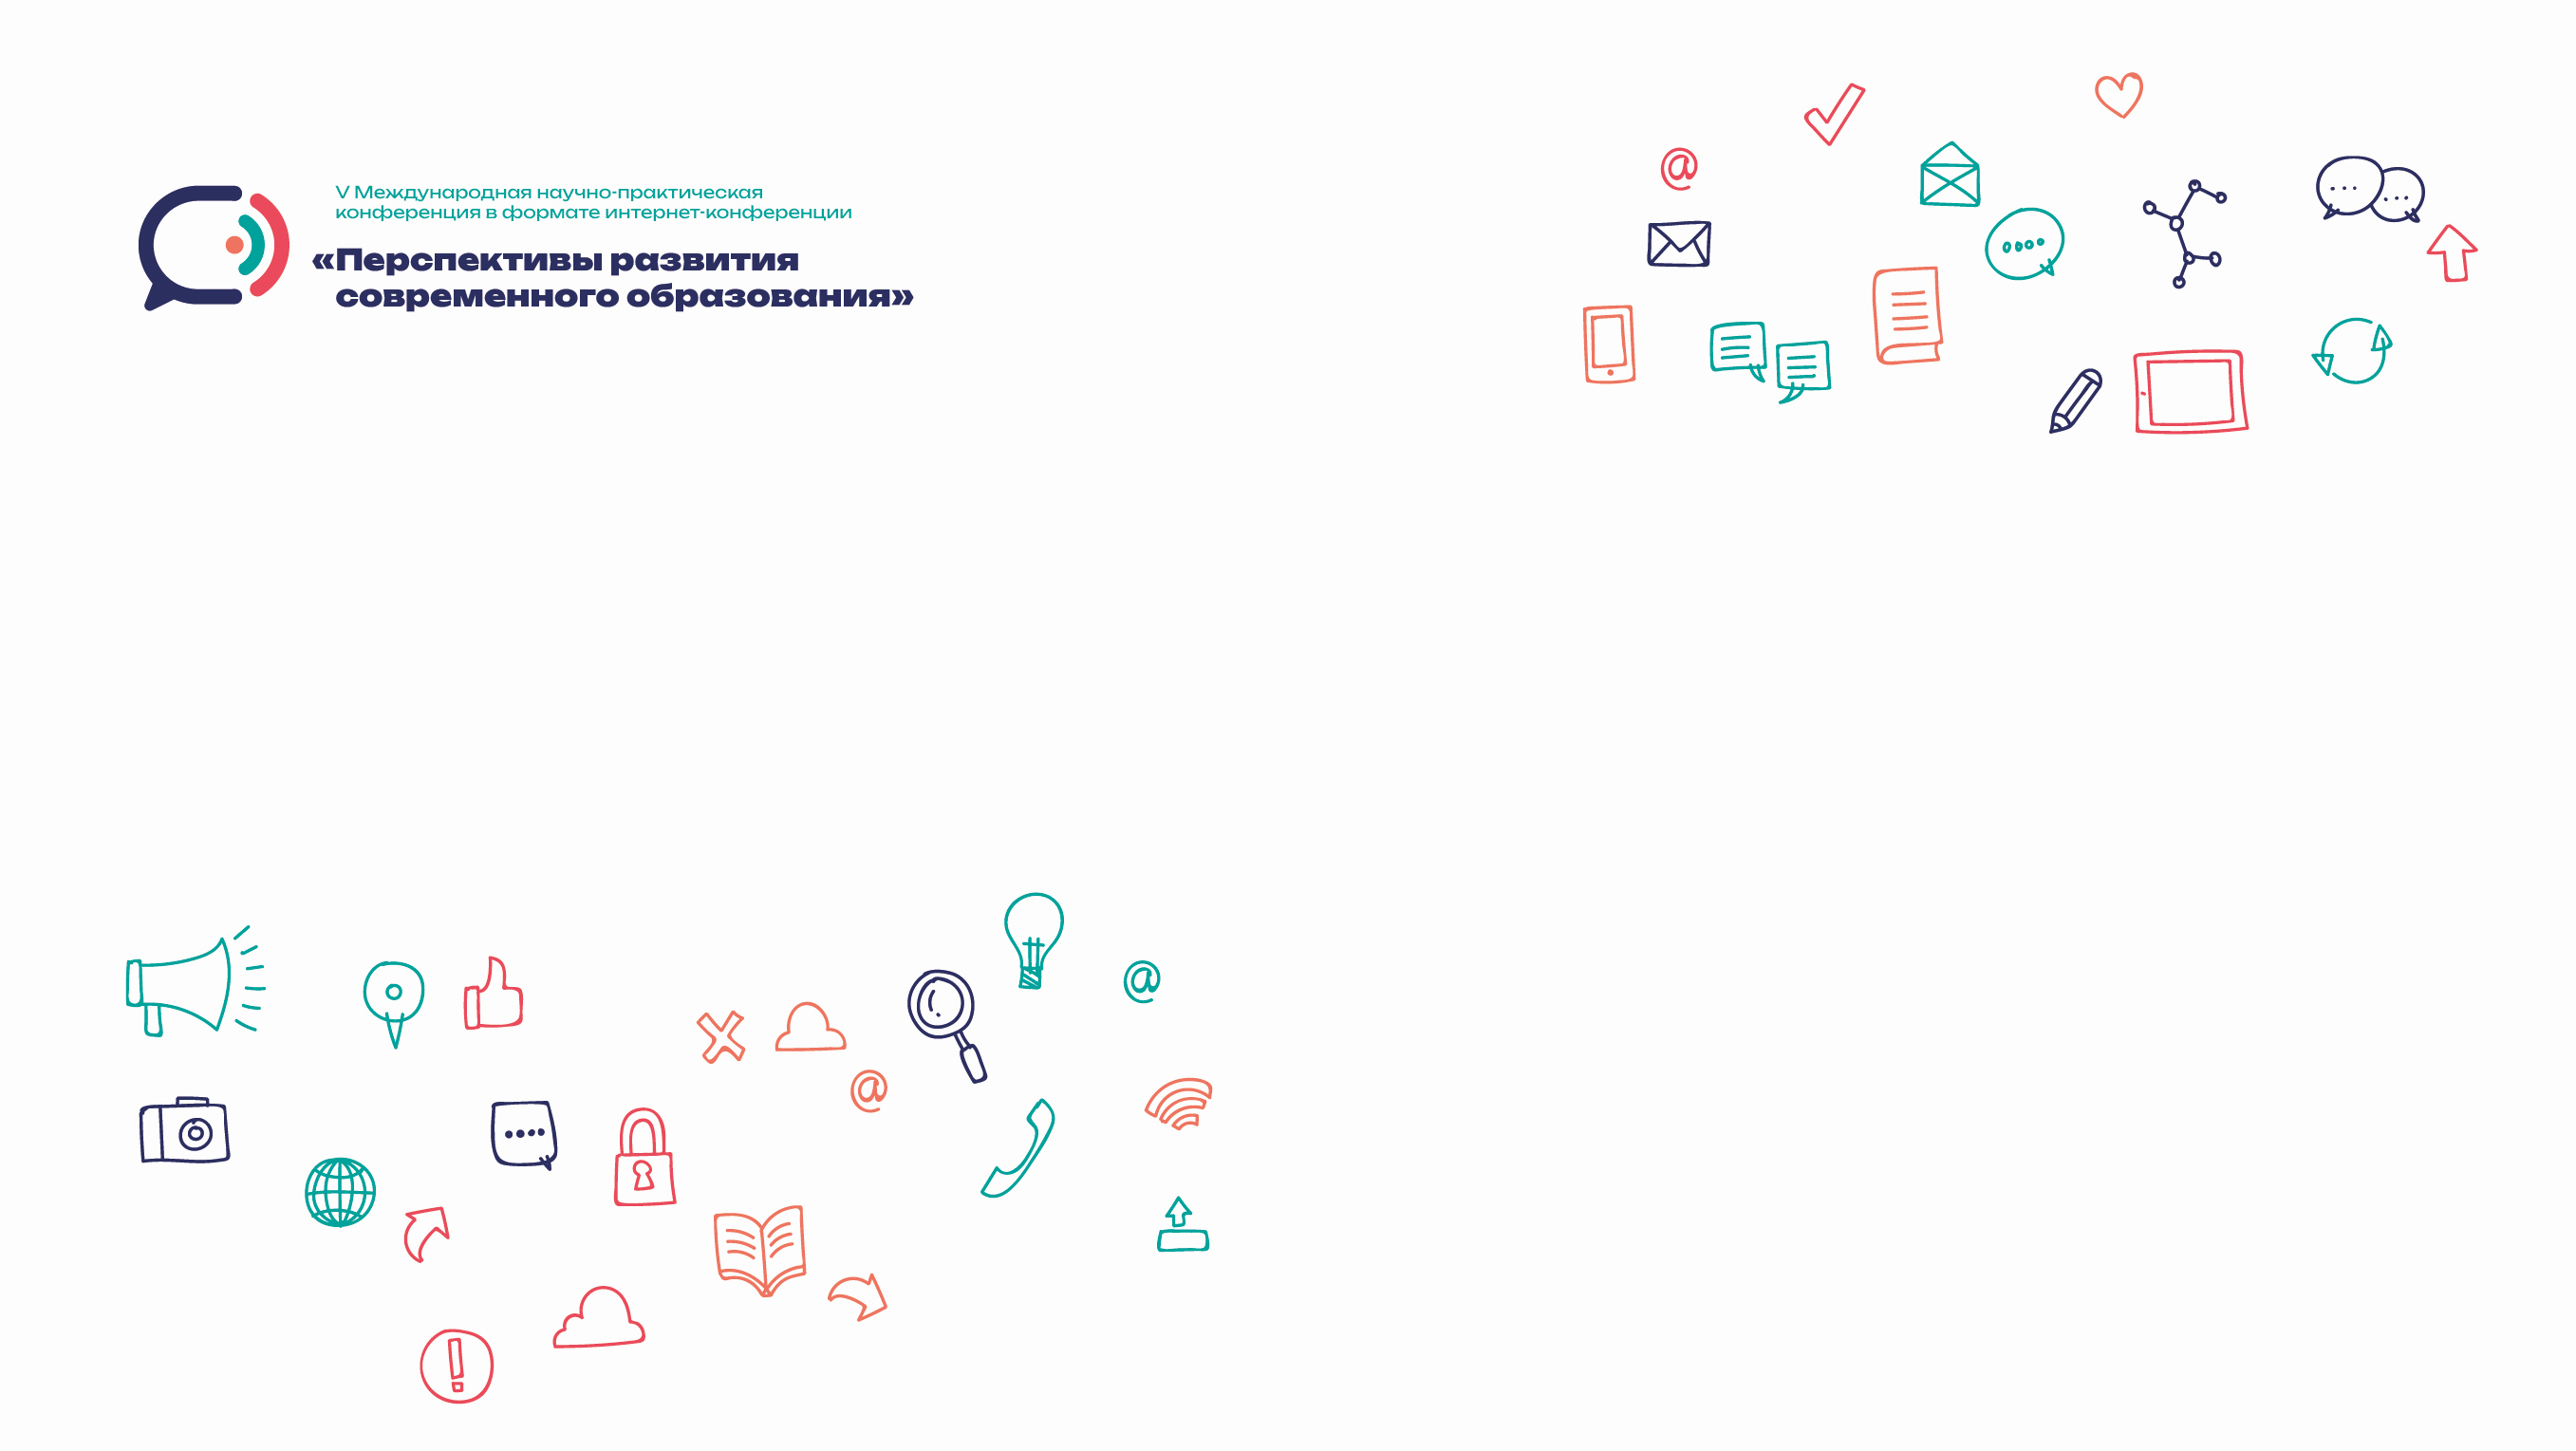 V Международная научно-практическая
конференция в формате интернет-конференции
«Перспективы развития
современного образования»
@
@
@